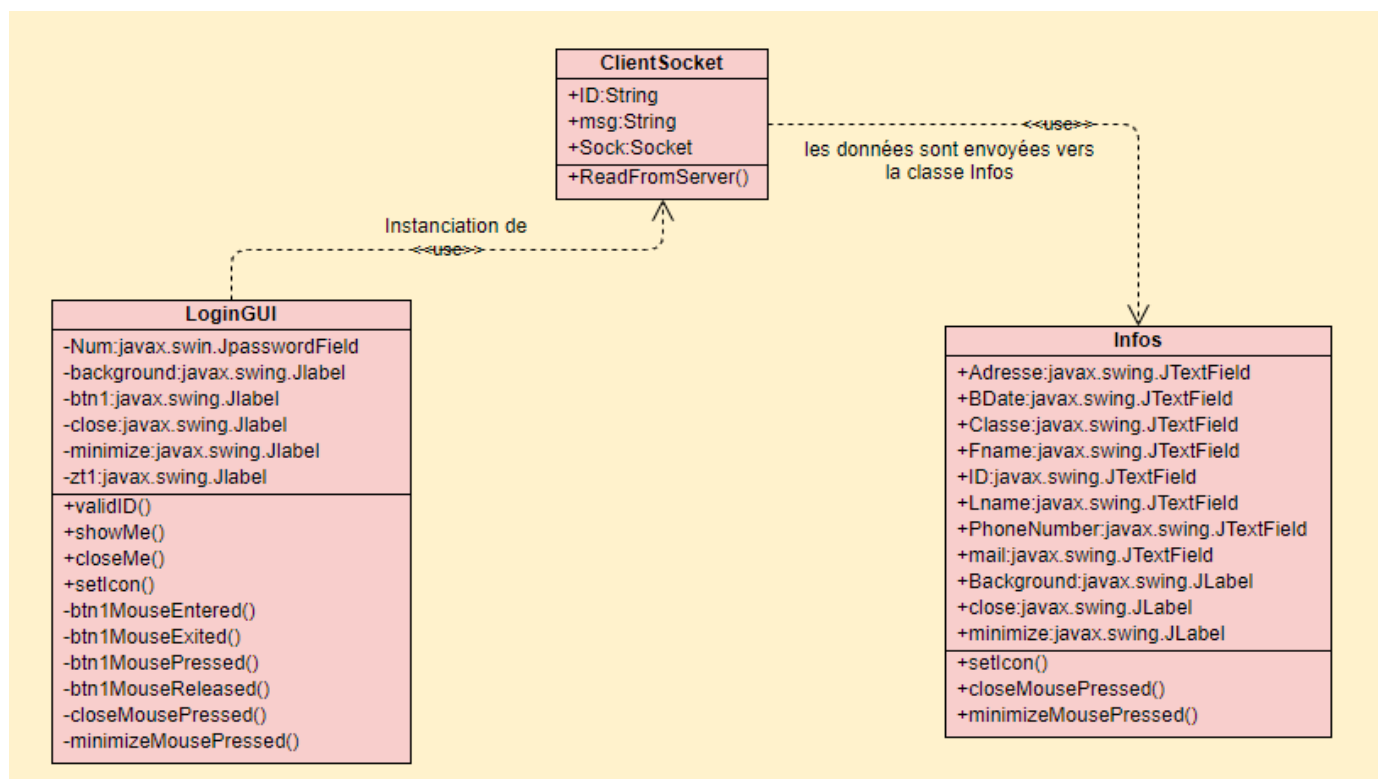 ClientSocket
+ID:String
+msg:String
+Sock:Socket
+ReadFromServer()
<<use>>
les données sont envoyées vers
la classe Infos
Instanciation de
<<use>>
LoginGUI
-Num:javax.swin.JpasswordField
-background:javax.swing.Jlabel
-btn1:javax.swing.Jlabel
-close:javax.swing.Jlabel
-minimize:javax.swing.Jlabel
-zt1:javax.swing.Jlabel
+validID()
+showMe()
+closeMe()
+setIcon()
-btn1MouseEntered()
-btn1MouseExited()
-btn1MousePressed()
-btn1MouseReleased()
-closeMousePressed()
-minimizeMousePressed()
Infos
+Adresse:javax.swing.JTextField
+BDate:javax.swing.JTextField
+Classe:javax.swing.JTextField
+Fname:javax.swing.JTextField
+ID:javax.swing.JTextField
+Lname:javax.swing.JTextField
+PhoneNumber:javax.swing.JTextField
+mail:javax.swing.JTextField
+Background:javax.swing.JLabel
+close:javax.swing.JLabel
+minimize:javax.swing.JLabel
+setIcon()
+closeMousePressed()
+minimizeMousePressed()